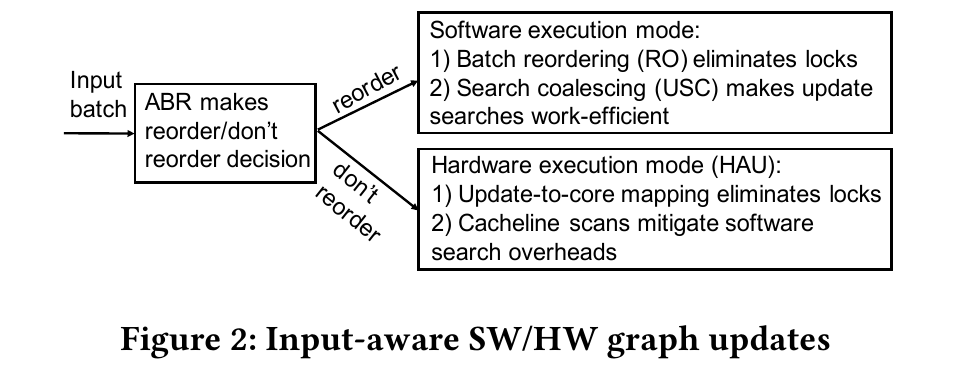 Input
batch
ABR makes
reorder/don't
reorder decision
reorder
don't
reorder
Software execution mode:
1) Batch reordering (RO) eliminates locks
2) Search coalescing (USC) makes update
searches work-efficient
Hardware execution mode (HAU):
1) Update-to-core mapping eliminates locks
2) Cacheline scans mitigate software
search overheads
Figure 2: Input-aware SW/HW graph updates